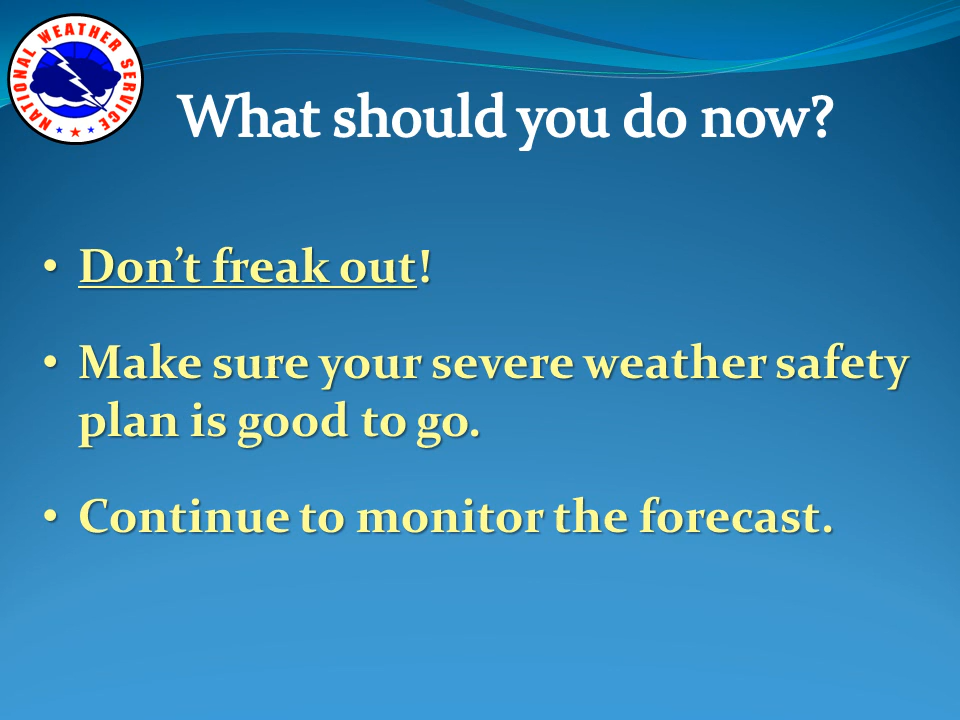 NATIONAL WEATHER SERVICE
What should you do now?
• Don’t freak out!
• Make sure your severe weather safety
plan is good to go.
• Continue to monitor the forecast.